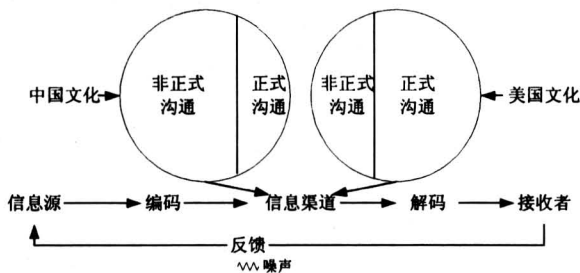 非正式 正式 非正式 正式
中国文化 沟通 沟通 沟通 沟通 美国文化
信息源 编码 信息渠道 解码 接收者
反馈
噪声